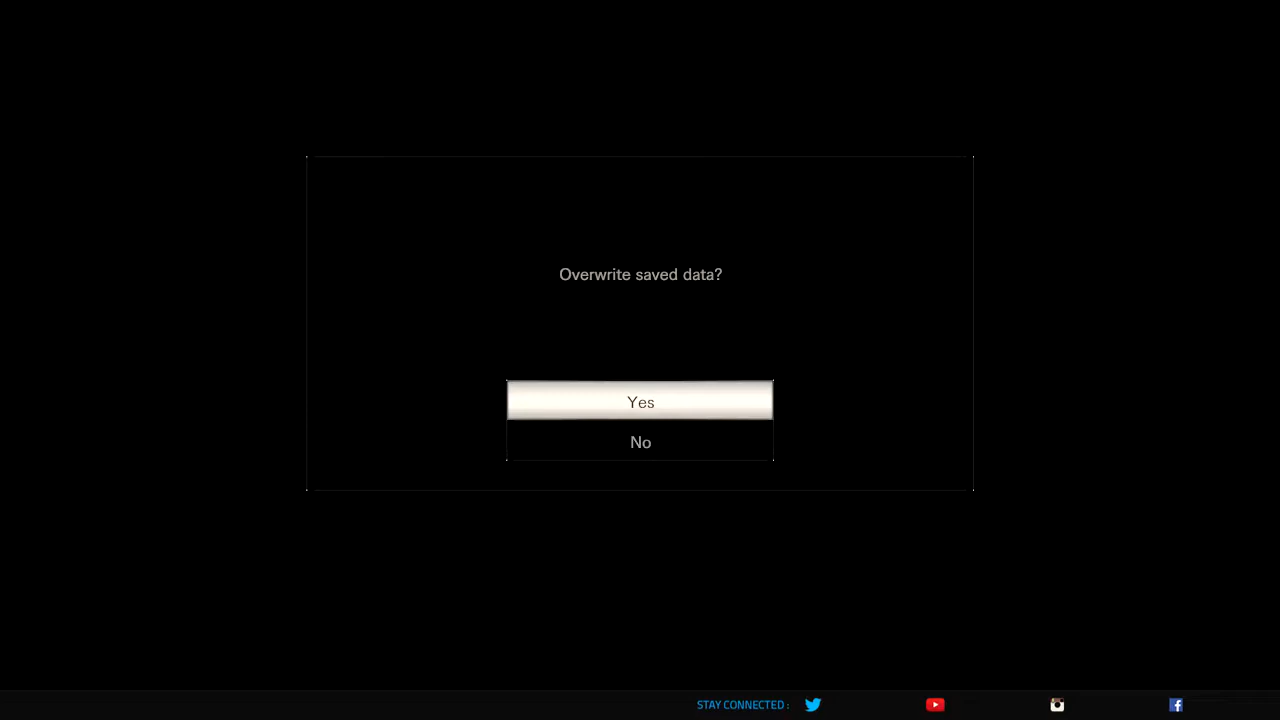 Overwrite saved data?
Yes
No
STAY CONNECTED :